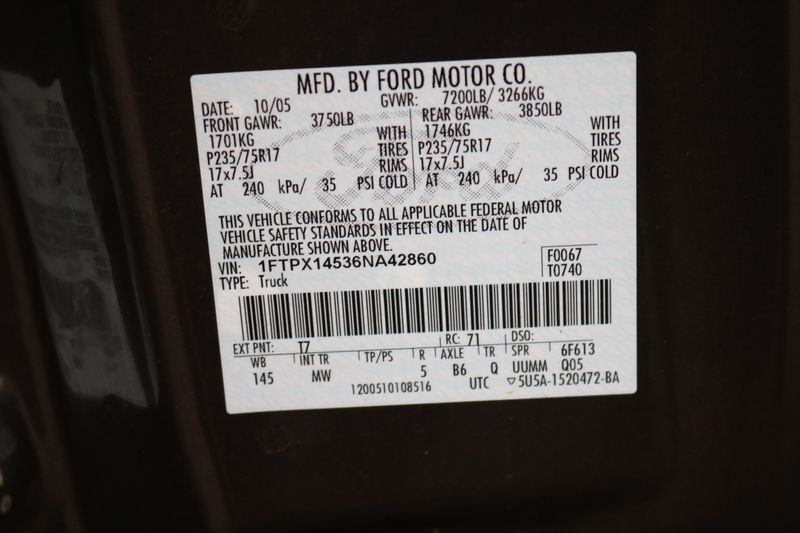 MFD. BY FORD MOTOR CO.
DATE: 10/05 GVWR: 7200LB/ 3266KG
FRONT GAWR: 3750LB REAR GAWR: 3850LB
1701KG WITH 1746KG WITH
P235/75R17 TIRES P235/75R17 TIRES
17x7.5J RIMS 17x7.5J RIMS
AT 240 kPa/ 35 PSI COLD AT 240 kPa/ 35 PSI COLD
Ford
THIS VEHICLE CONFORMS TO ALL APPLICABLE FEDERAL MOTOR
VEHICLE SAFETY STANDARDS IN EFFECT ON THE DATE OF
MANUFACTURE SHOWN ABOVE.
VIN: 1FTPX14536NA42860 F0067
TYPE: Truck T0740
EXT PNT: T7 RC: 71 DSO:
WB INT TR TP/PS R AXLE TR SPR 6F613
145 MW 5 B6 Q UUMM Q05
1200510108516 UTC ▽5U5A-1520472-BA